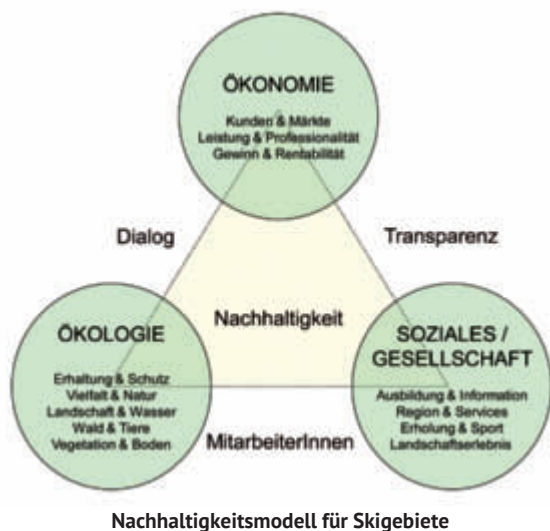 ÖKONOMIE
Kunden & Märkte
Leistung & Professionalität
Gewinn & Rentabilität
Dialog
Transparenz
Nachhaltigkeit
ÖKOLOGIE
Erhaltung & Schutz
Vielfalt & Natur
Landschaft & Wasser
Wald & Tiere
Vegetation & Boden
SOZIALES /
GESELLSCHAFT
Ausbildung & Information
Region & Services
Erholung & Sport
Landschaftserlebnis
MitarbeiterInnen
Nachhaltigkeitsmodell für Skigebiete